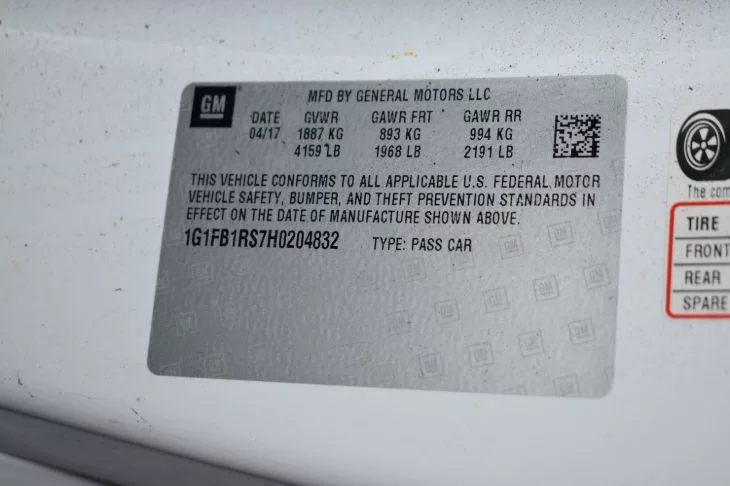 GM
MFD BY GENERAL MOTORS LLC
DATE GVWR GAWR FRT GAWR RR
04/17 1887 KG 893 KG 994 KG
4159 LB 1968 LB 2191 LB
THIS VEHICLE CONFORMS TO ALL APPLICABLE U.S. FEDERAL MOTOR
VEHICLE SAFETY, BUMPER, AND THEFT PREVENTION STANDARDS IN
EFFECT ON THE DATE OF MANUFACTURE SHOWN ABOVE.
1G1FB1RS7H0204832 TYPE: PASS CAR
The com
TIRE
FRONT
REAR
SPARE